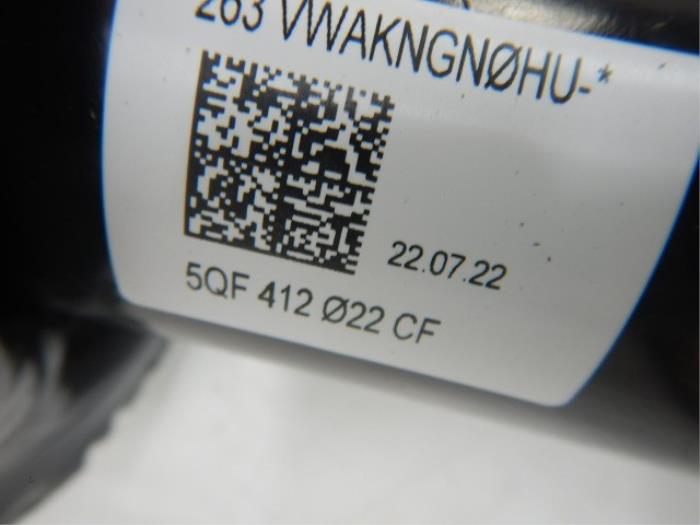 263 VWAKNGNØHU-*
22.07.22
5QF 412 Ø22 CF